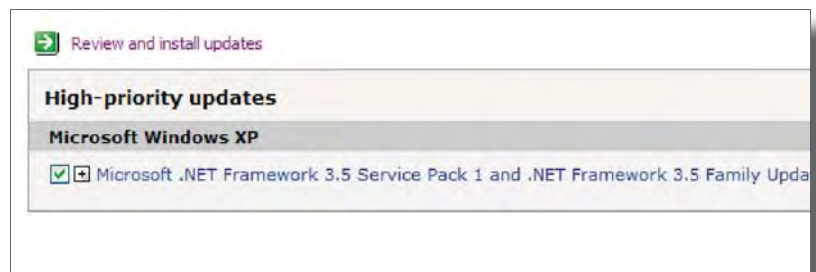 Review and install updates
High-priority updates
Microsoft Windows XP
Microsoft .NET Framework 3.5 Service Pack 1 and .NET Framework 3.5 Family Upda